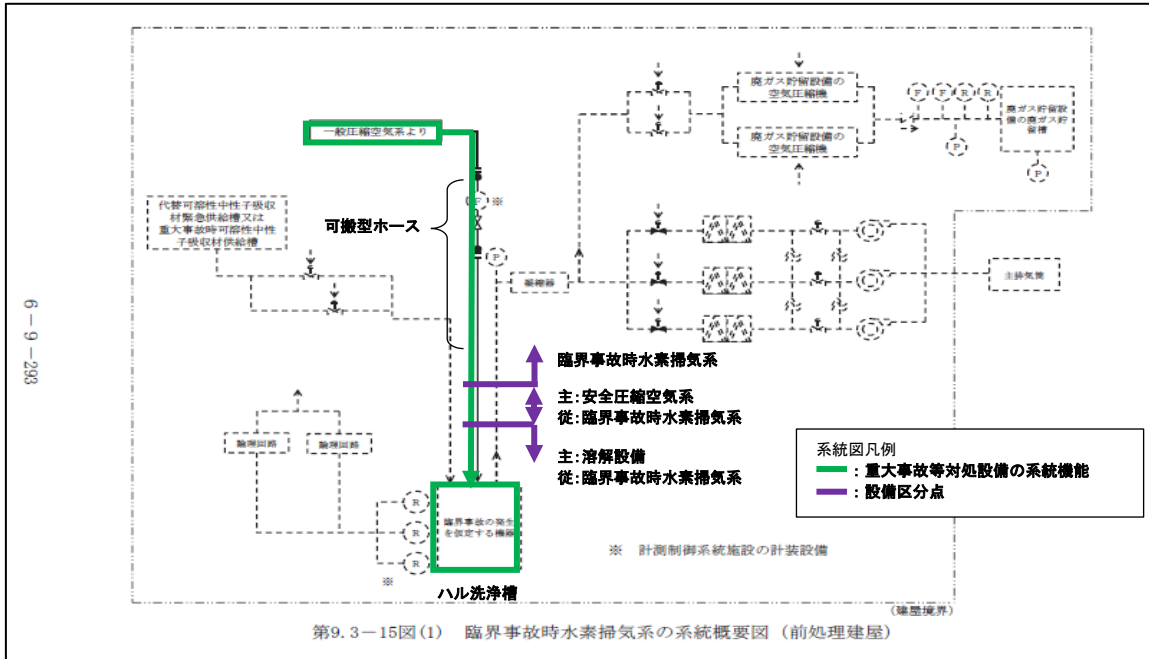 廃ガス貯留設備の
空気圧縮機
廃ガス貯留設備の
空気圧縮機
F
F
R
R
P
廃ガス貯留設
備の廃ガス貯
留槽
P
一般圧縮空気系より
F
※
可搬型ホース
代替可溶性中性子吸収
材緊急供給槽又は
重大事故時可溶性中性
子吸収材供給槽
P
凝縮器
主排気筒
臨界事故時水素掃気系
主:安全圧縮空気系
従:臨界事故時水素掃気系
主:溶解設備
従:臨界事故時水素掃気系
論理回路
論理回路
R
R
R
※
臨界事故の発生
を仮定する機器
ハル洗浄槽
※ 計測制御系統施設の計装設備
系統図凡例
:重大事故等対処設備の系統機能
:設備区分点
(建屋境界)
第9.3-15図(1) 臨界事故時水素掃気系の系統概要図 (前処理建屋)
6-9-293